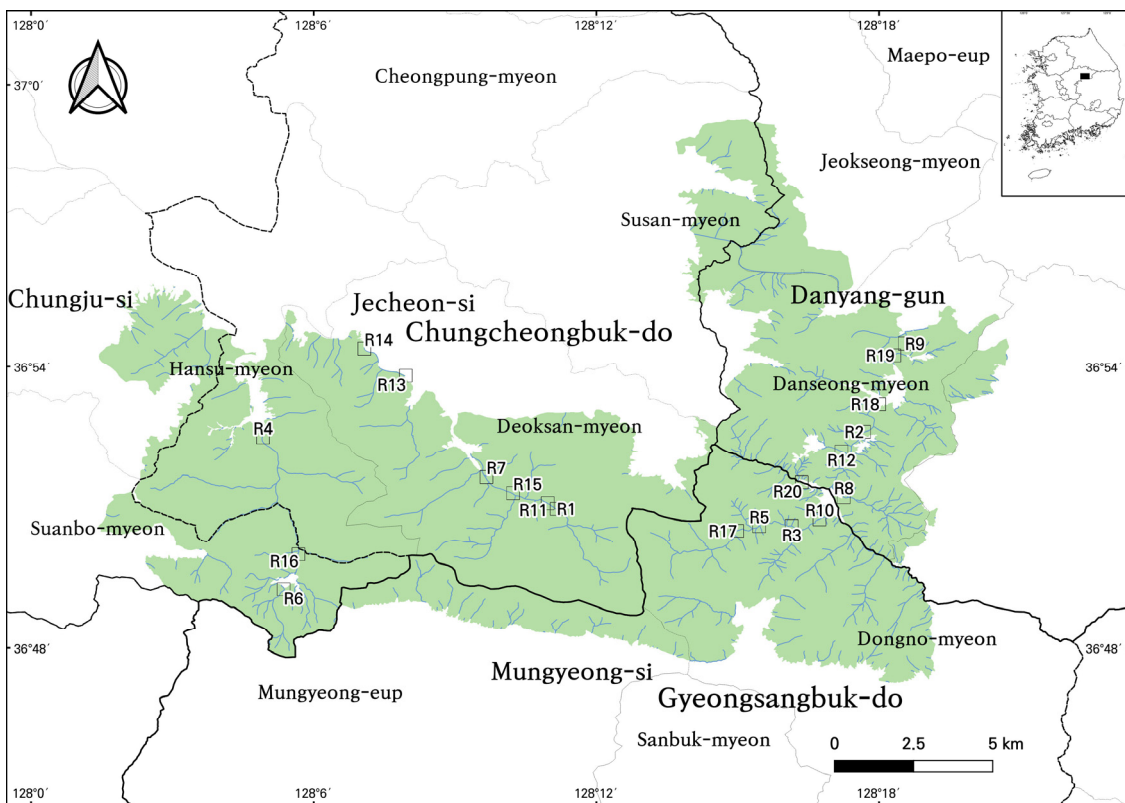 128°0′
128°6′
128°12′
128°18′
Maepo-eup
Cheongpung-myeon
37°0′
Jeokseong-myeon
Susan-myeon
Chungju-si
Jecheon-si
Danyang-gun
Chungcheongbuk-do
R14
R9
R19
36°54′
Hansu-myeon
36°54′
R13
Danseong-myeon
R18
R4
Deoksan-myeon
R2
R12
R7
R15
R20
R8
R11
R1
R10
Suanbo-myeon
R17
R5
R3
R16
R6
Dongno-myeon
36°48′
36°48′
Mungyeong-si
Mungyeong-eup
Gyeongsangbuk-do
Sanbuk-myeon
0 2.5 5 km
128°0′
128°6′
128°12′
128°18′